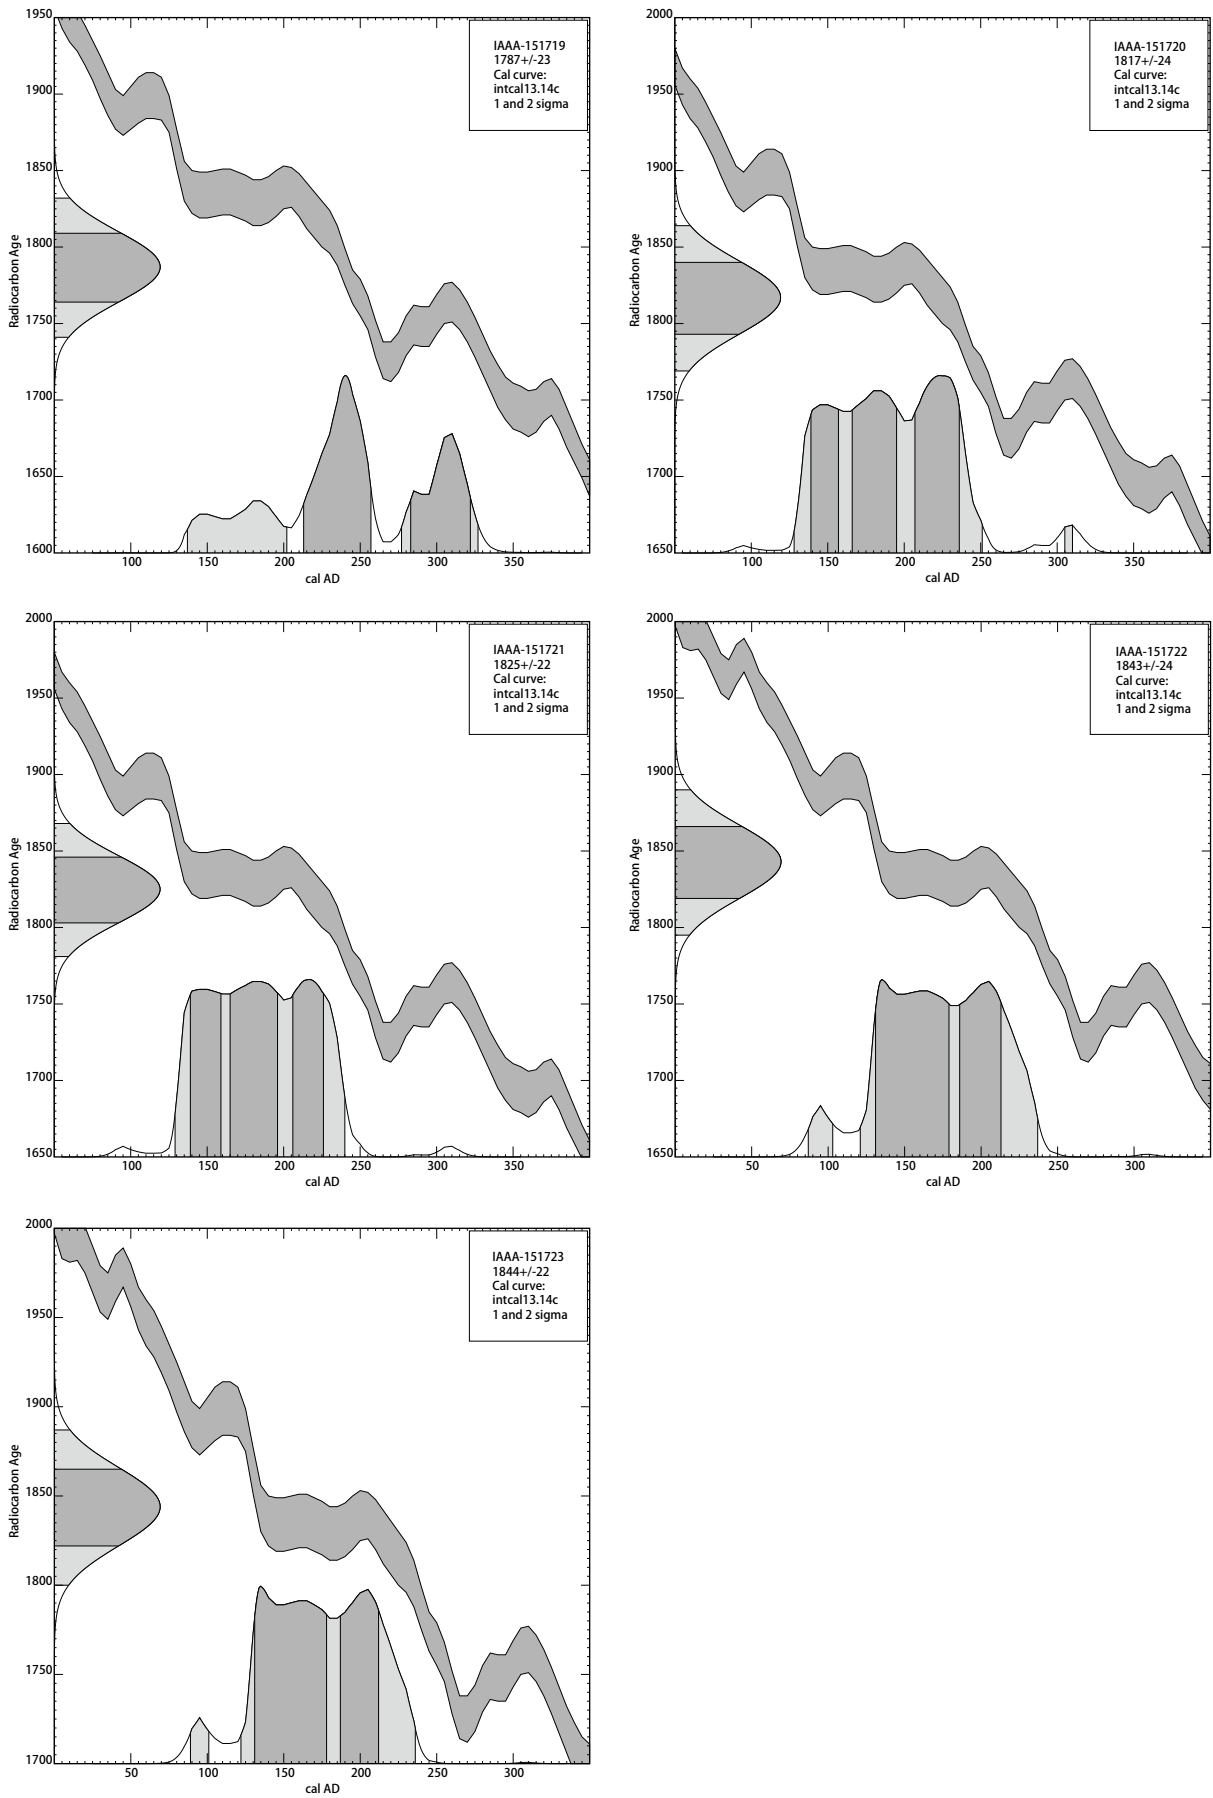 1950
1900
1850
1800
1750
1700
1650
1600
Radiocarbon Age
IAAA-151719
1787+/-23
Cal curve:
intcal13.14c
1 and 2 sigma
100 150 200 250 300 350
cal AD
2000
1950
1900
1850
1800
1750
1700
1650
Radiocarbon Age
IAAA-151720
1817+/-24
Cal curve:
intcal13.14c
1 and 2 sigma
100 150 200 250 300 350
cal AD
2000
1950
1900
1850
1800
1750
1700
1650
Radiocarbon Age
IAAA-151721
1825+/-22
Cal curve:
intcal13.14c
1 and 2 sigma
100 150 200 250 300 350
cal AD
2000
1950
1900
1850
1800
1750
1700
1650
Radiocarbon Age
IAAA-151722
1843+/-24
Cal curve:
intcal13.14c
1 and 2 sigma
50 100 150 200 250 300
cal AD
2000
1950
1900
1850
1800
1750
1700
Radiocarbon Age
IAAA-151723
1844+/-22
Cal curve:
intcal13.14c
1 and 2 sigma
50 100 150 200 250 300
cal AD